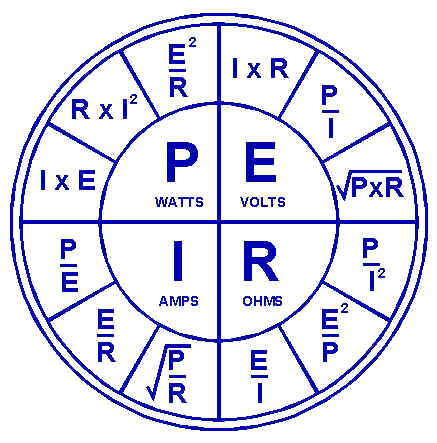 E²/R
I x R
R x I²
P/I
I x E
√PxR
P
WATTS
E
VOLTS
P/E
P/I²
I
AMPS
R
OHMS
E/R
E²/P
√P/R
E/I